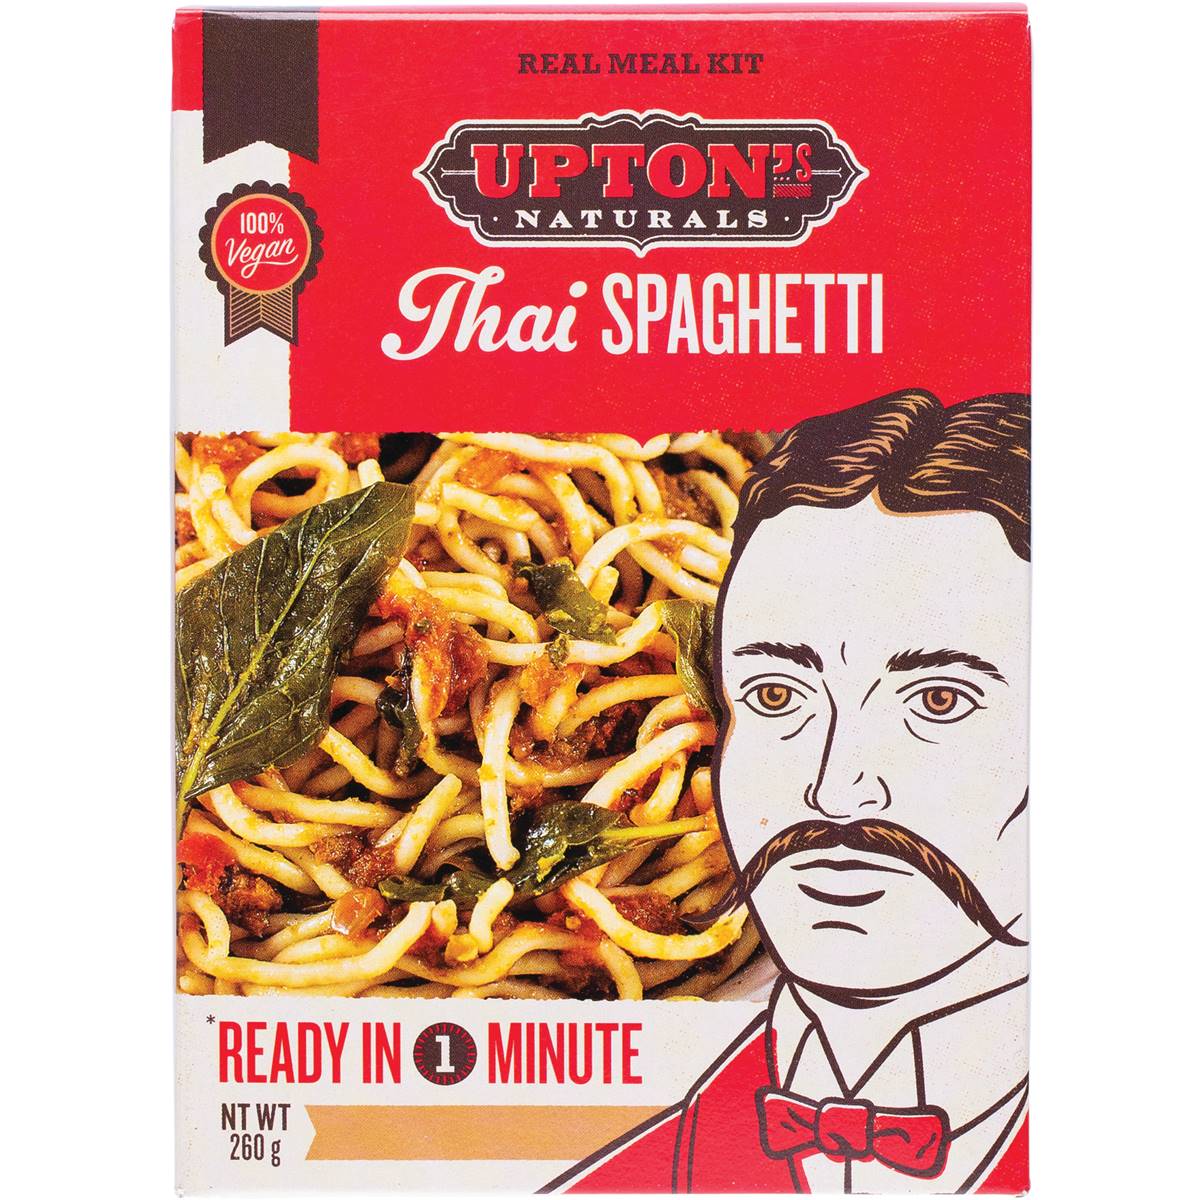 REAL MEAL KIT
UPTON'S
NATURALS
100%
Vegan
Thai SPAGHETTI
*READY IN 1 MINUTE
NT WT
260 g